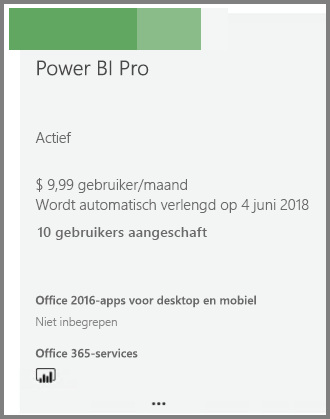 Power BI Pro
Actief
$ 9,99 gebruiker/maand
Wordt automatisch verlengd op 4 juni 2018
10 gebruikers aangeschaft
Office 2016-apps voor desktop en mobiel
Niet inbegrepen
Office 365-services
...